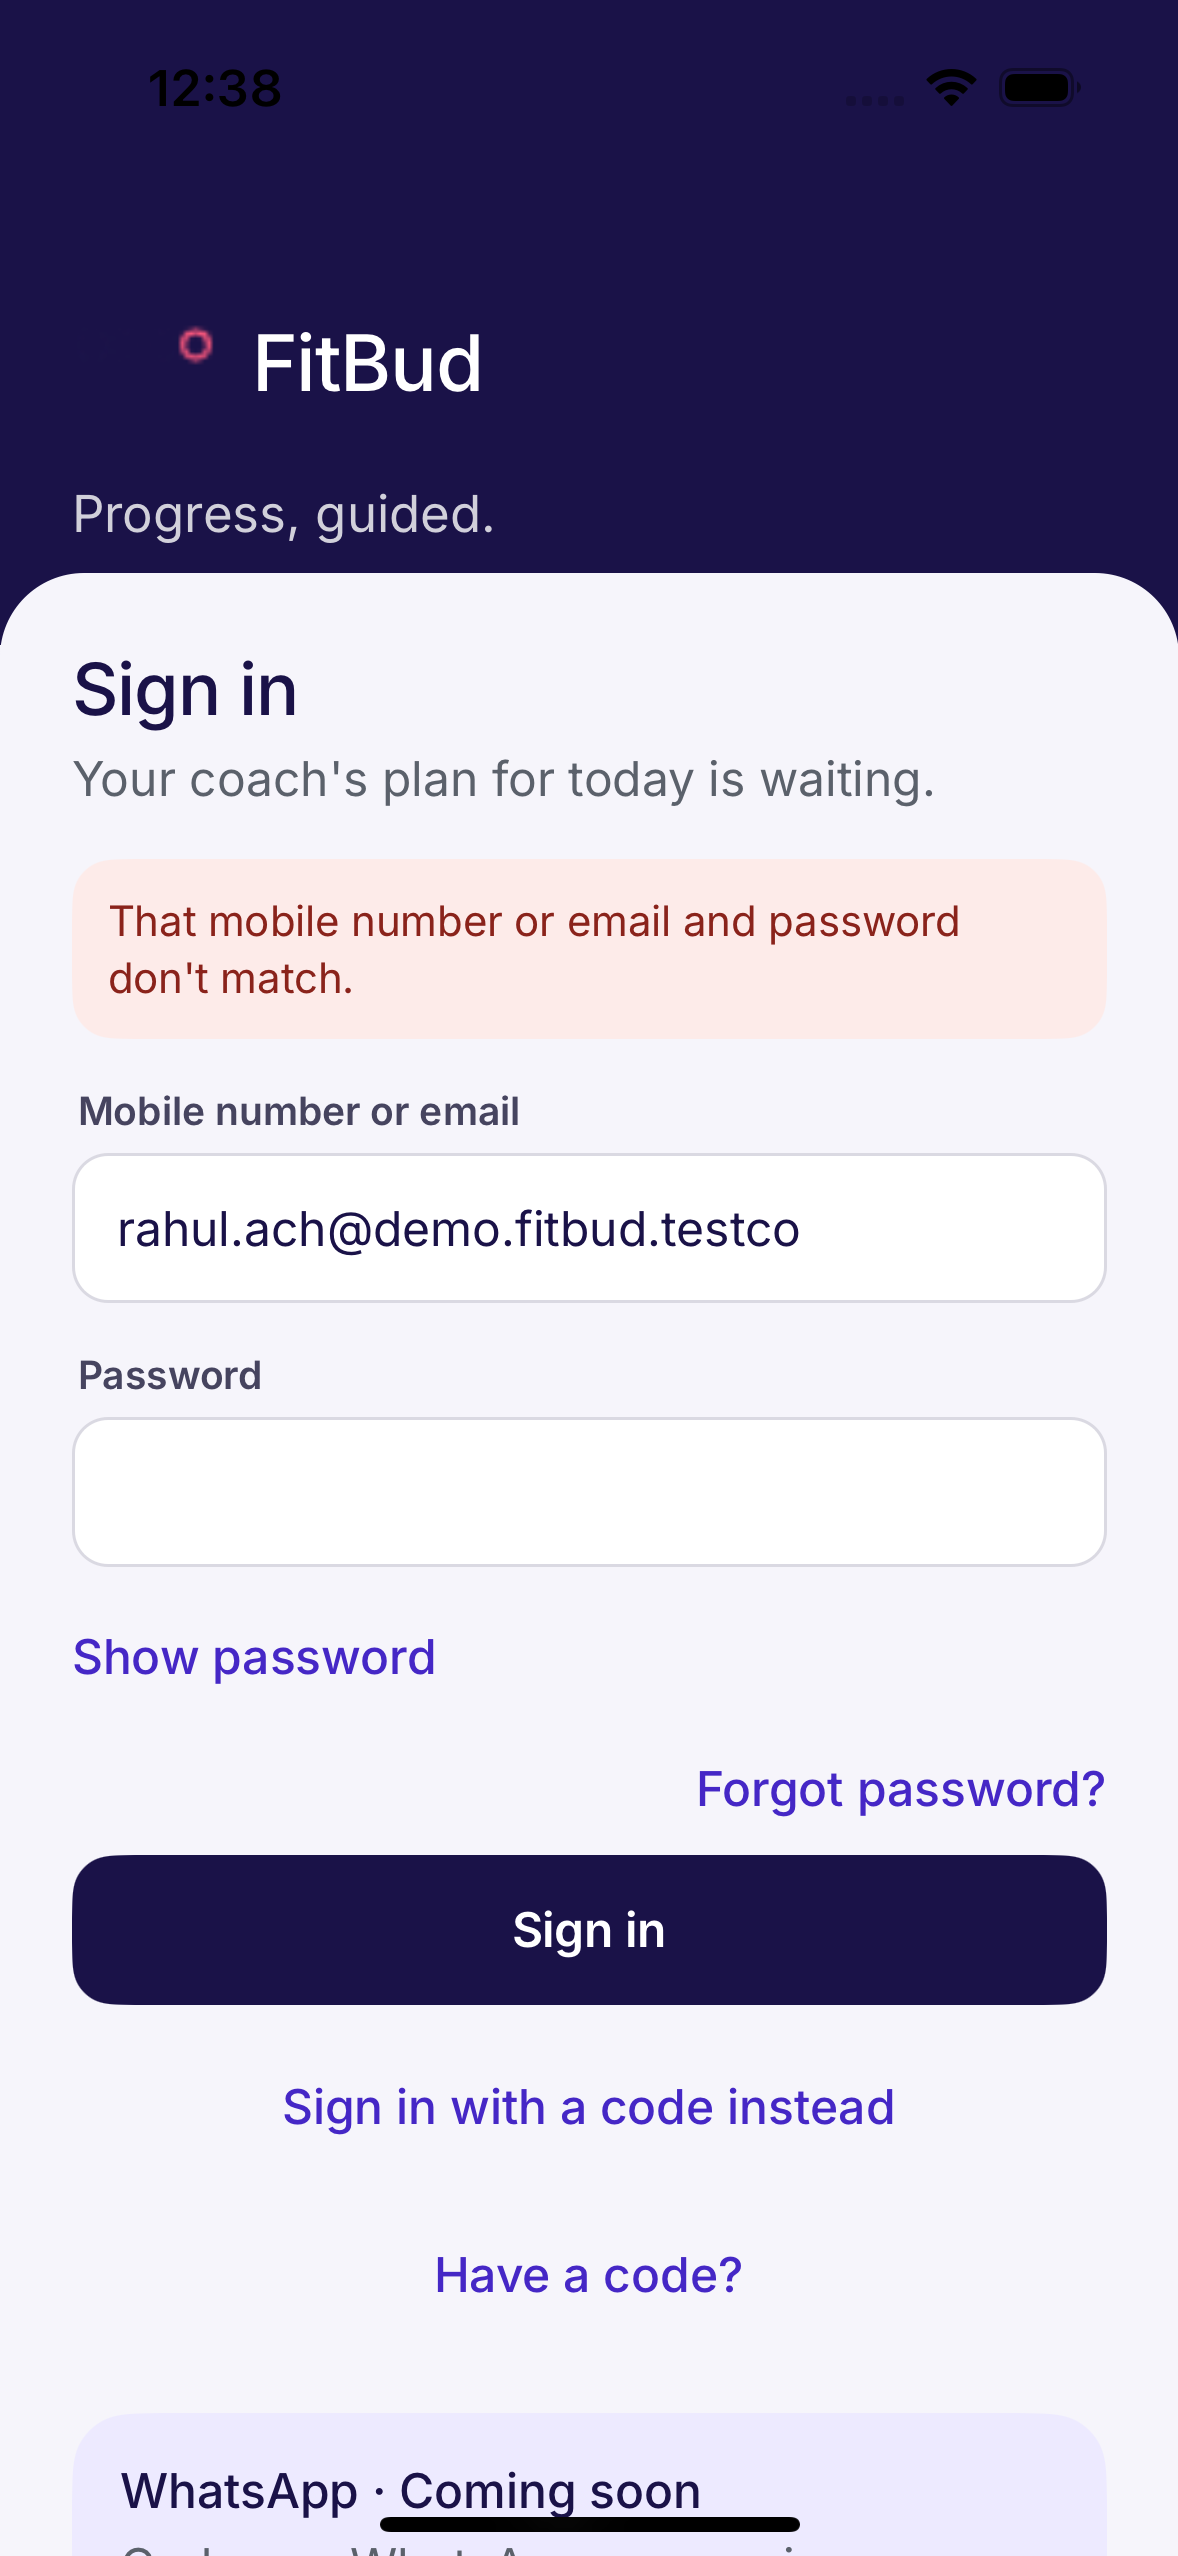 12:38
FitBud
Progress, guided.
Sign in
Your coach's plan for today is waiting.
That mobile number or email and password
don't match.
Mobile number or email
rahul.ach@demo.fitbud.testco
Password
Show password
Forgot password?
Sign in
Sign in with a code instead
Have a code?
WhatsApp · Coming soon